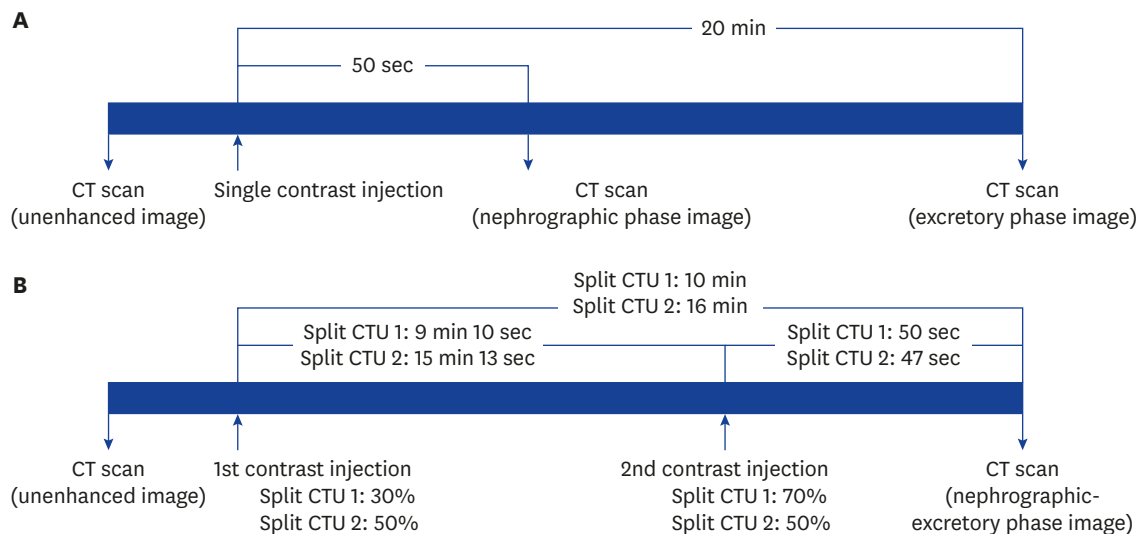 A
20 min
50 sec
CT scan
(unenhanced image)
Single contrast injection
CT scan
(nephrographic phase image)
CT scan
(excretory phase image)
B
Split CTU 1: 10 min
Split CTU 2: 16 min
Split CTU 1: 9 min 10 sec
Split CTU 2: 15 min 13 sec
Split CTU 1: 50 sec
Split CTU 2: 47 sec
CT scan
(unenhanced image)
1st contrast injection
Split CTU 1: 30%
Split CTU 2: 50%
2nd contrast injection
Split CTU 1: 70%
Split CTU 2: 50%
CT scan
(nephrographic-
excretory phase image)